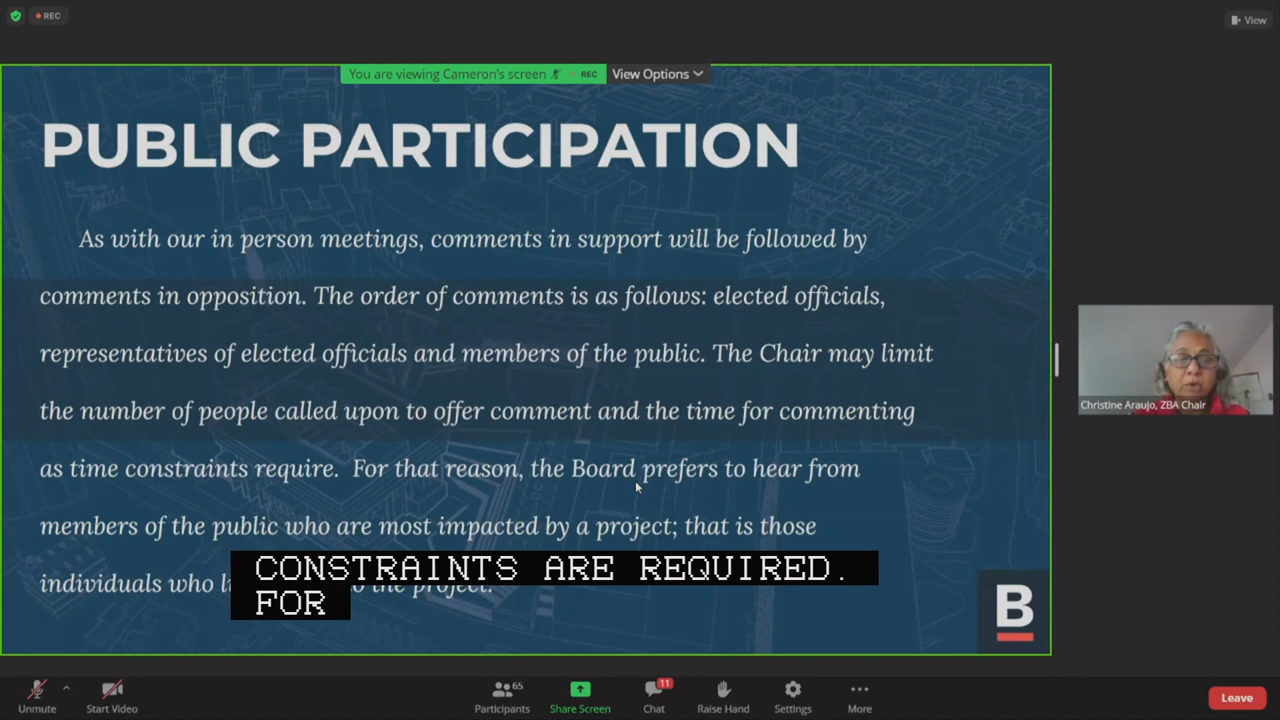 REC
View
You are viewing Cameron's screen
REC
View Options
PUBLIC PARTICIPATION
As with our in person meetings, comments in support will be followed by
comments in opposition. The order of comments is as follows: elected officials,
representatives of elected officials and members of the public. The Chair may limit
the number of people called upon to offer comment and the time for commenting
as time constraints require. For that reason, the Board prefers to hear from
members of the public who are most impacted by a project; that is those
individuals who the project.
CONSTRAINTS ARE REQUIRED.
FOR
B
Christine Araujo, ZBA Chair
Unmute
Start Video
Participants
65
Share Screen
Chat
11
Raise Hand
Settings
More
Leave